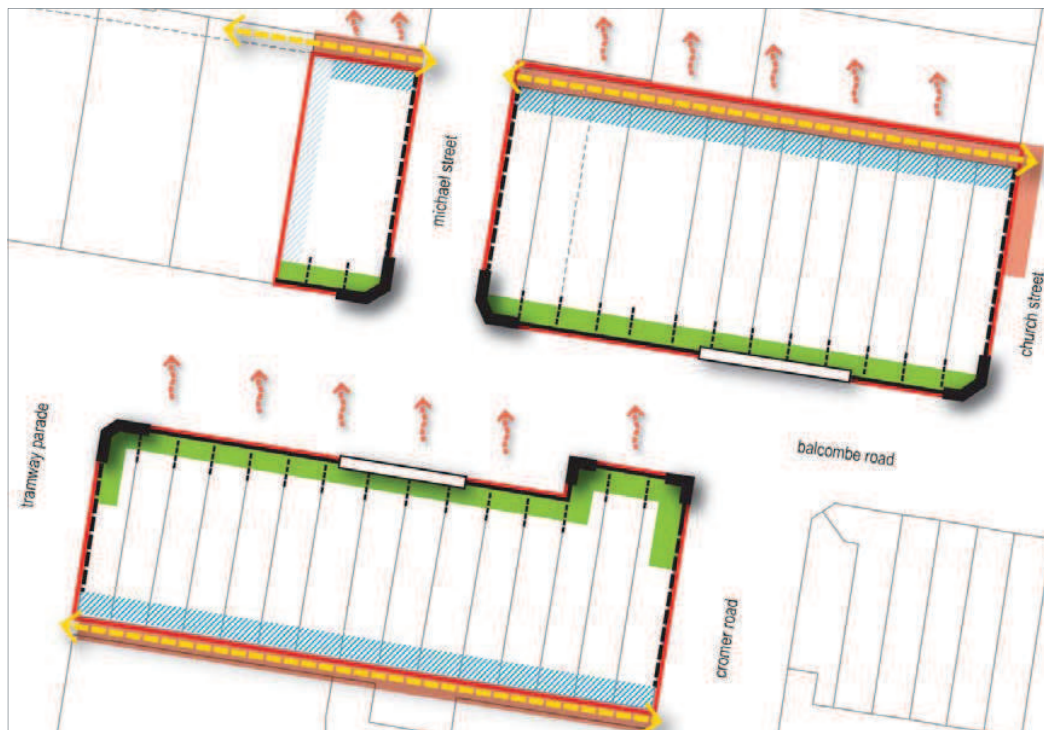 michael street
church street
tramway parade
balcombe road
cromer road